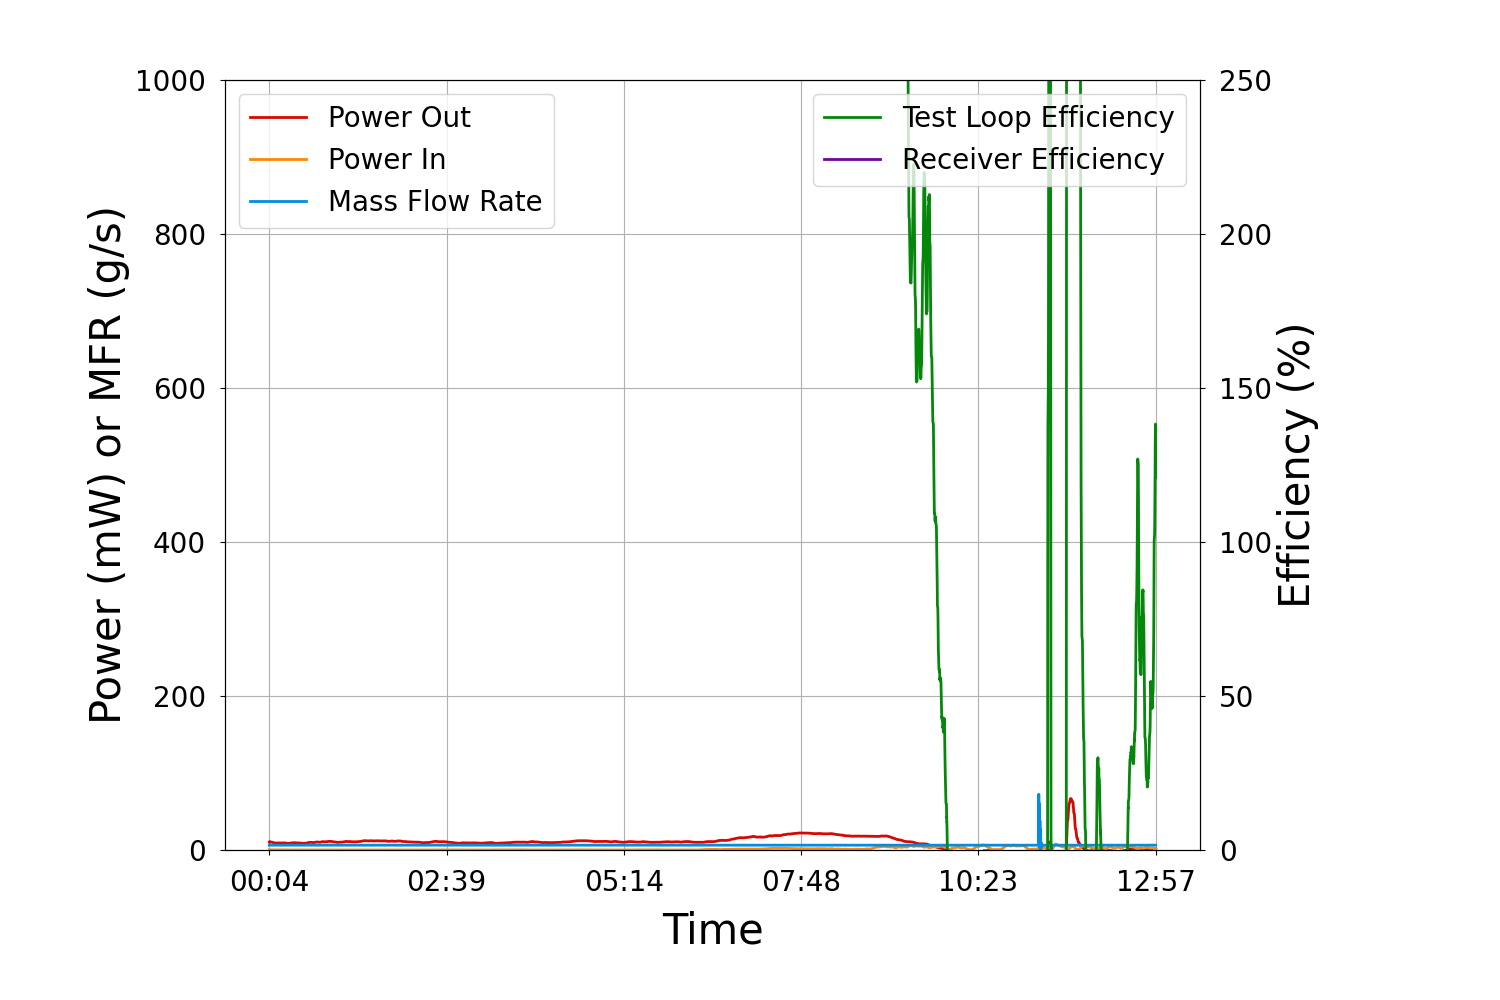 1000
800
600
400
200
0
Power (mW) or MFR (g/s)
Power Out
Power In
Mass Flow Rate
Test Loop Efficiency
Receiver Efficiency
250
200
150
100
50
0
Efficiency (%)
00:04 02:39 05:14 07:48 10:23 12:57
Time